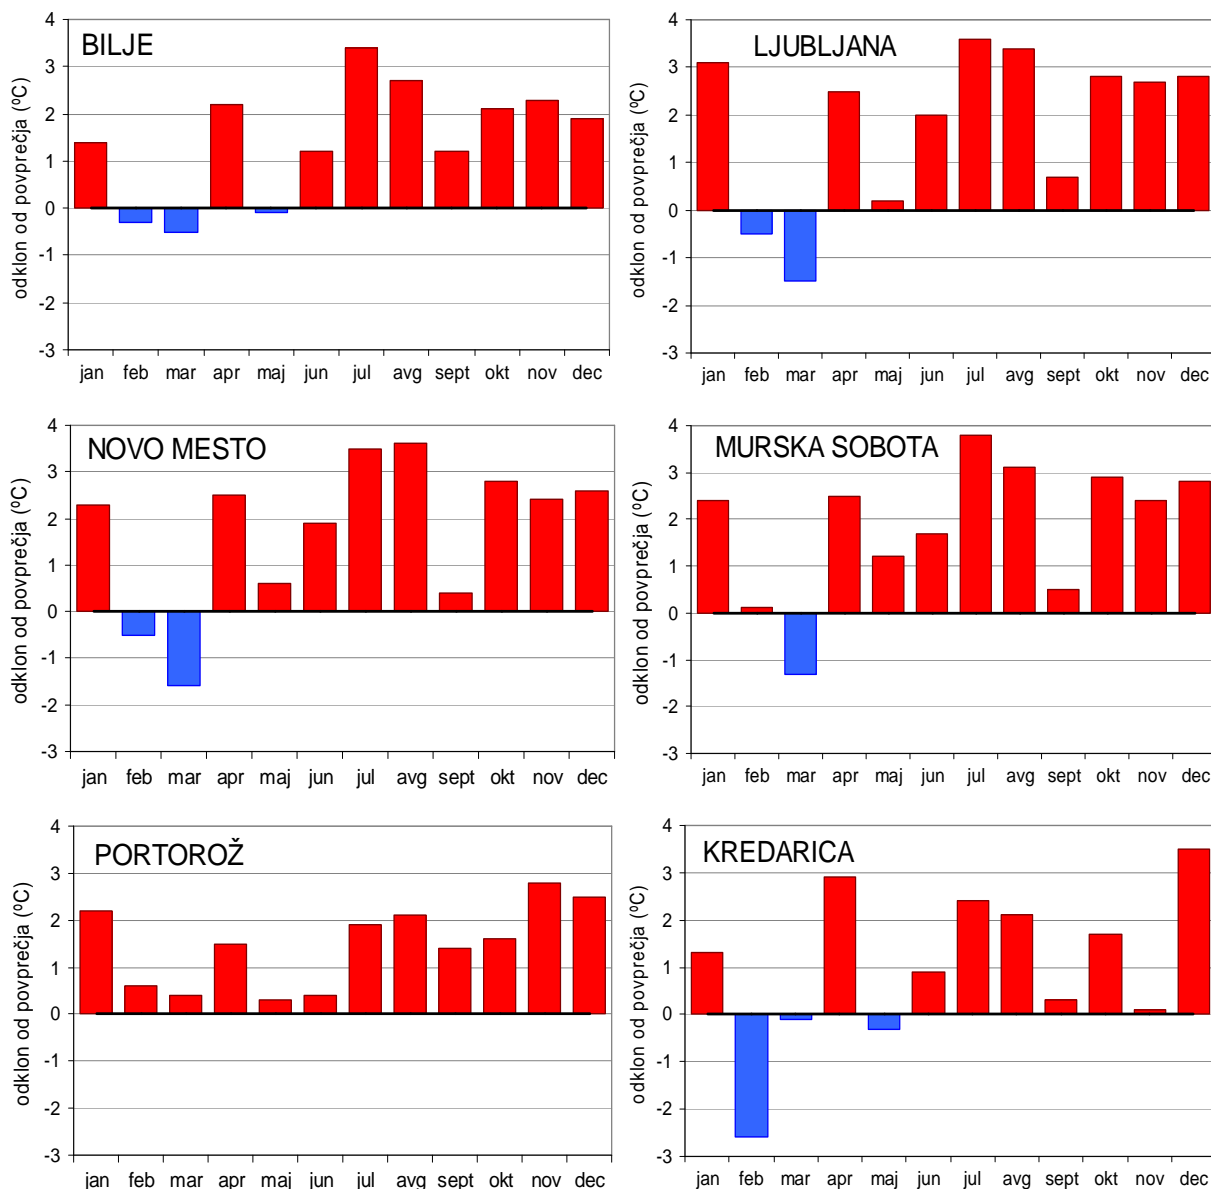 BILJE
odklon od povprečja (ºC)
4
3
2
1
0
-1
-2
-3
jan feb mar apr maj jun jul avg sept okt nov dec
LJUBLJANA
odklon od povprečja (ºC)
4
3
2
1
0
-1
-2
-3
jan feb mar apr maj jun jul avg sept okt nov dec
NOVO MESTO
odklon od povprečja (ºC)
4
3
2
1
0
-1
-2
-3
jan feb mar apr maj jun jul avg sept okt nov dec
MURSKA SOBOTA
odklon od povprečja (ºC)
4
3
2
1
0
-1
-2
-3
jan feb mar apr maj jun jul avg sept okt nov dec
PORTOROŽ
odklon od povprečja (ºC)
4
3
2
1
0
-1
-2
-3
jan feb mar apr maj jun jul avg sept okt nov dec
KREDARICA
odklon od povprečja (ºC)
4
3
2
1
0
-1
-2
-3
jan feb mar apr maj jun jul avg sept okt nov dec